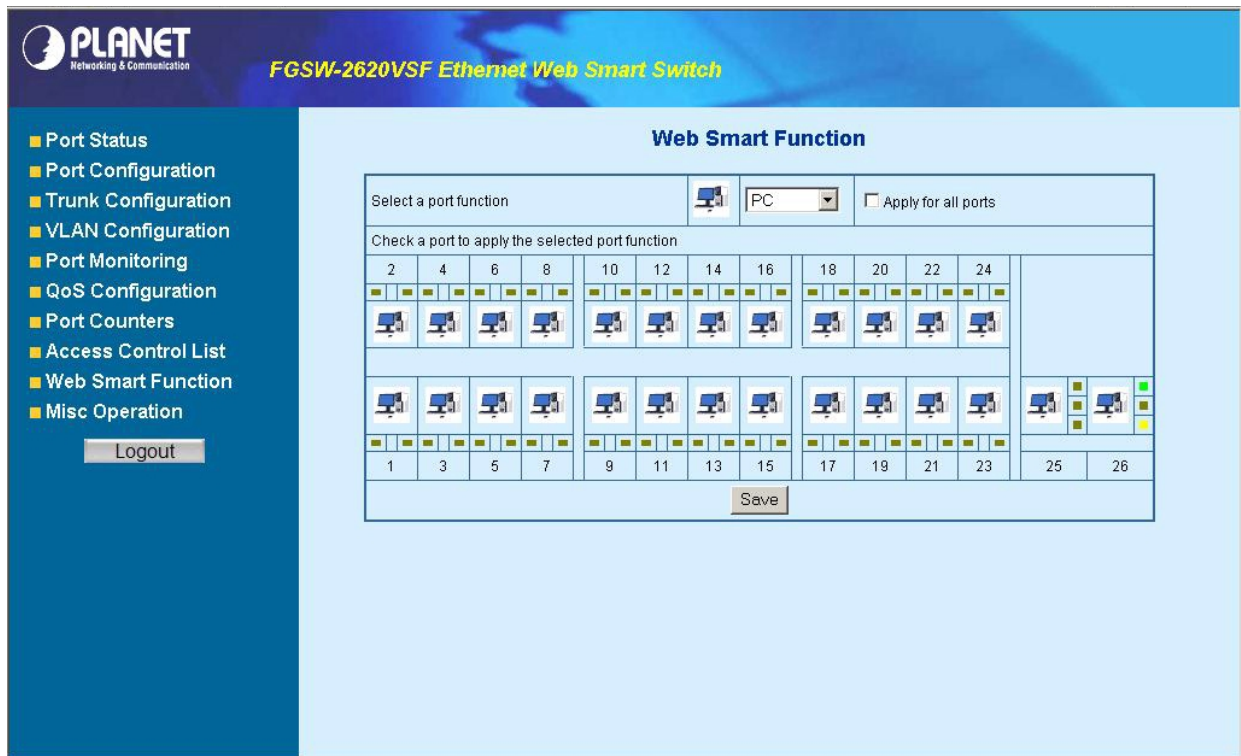 PLANET
Networking & Communication
FGSW-2620VSF Ethernet Web Smart Switch
Port Status
Port Configuration
Trunk Configuration
VLAN Configuration
Port Monitoring
QoS Configuration
Port Counters
Access Control List
Web Smart Function
Misc Operation
Logout
Web Smart Function
Select a port function PC Apply for all ports
Check a port to apply the selected port function
2 4 6 8 10 12 14 16 18 20 22 24
1 3 5 7 9 11 13 15 17 19 21 23 25 26
Save